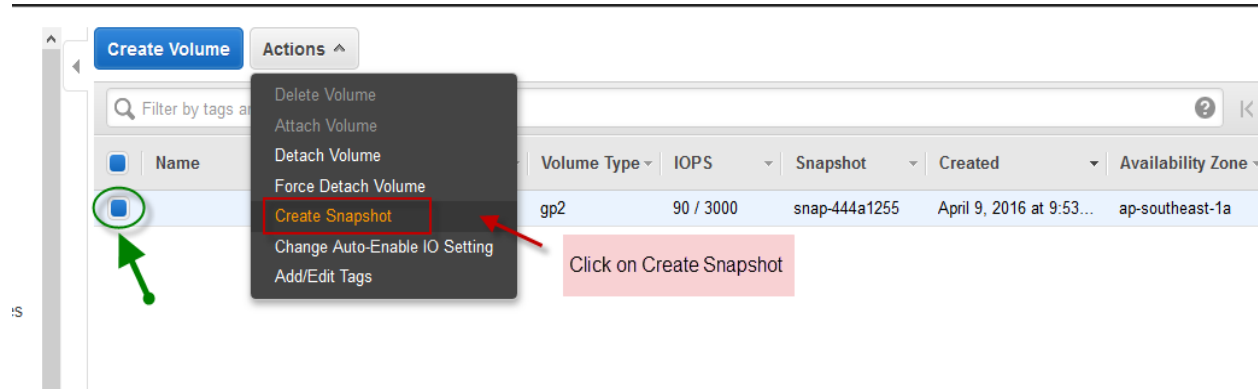 Create Volume
Actions
Filter by tags
Delete Volume
Attach Volume
Detach Volume
Force Detach Volume
Create Snapshot
Change Auto-Enable IO Setting
Add/Edit Tags
Name Volume Type IOPS Snapshot Created Availability Zone
gp2 90 / 3000 snap-444a1255 April 9, 2016 at 9:53... ap-southeast-1a
Click on Create Snapshot